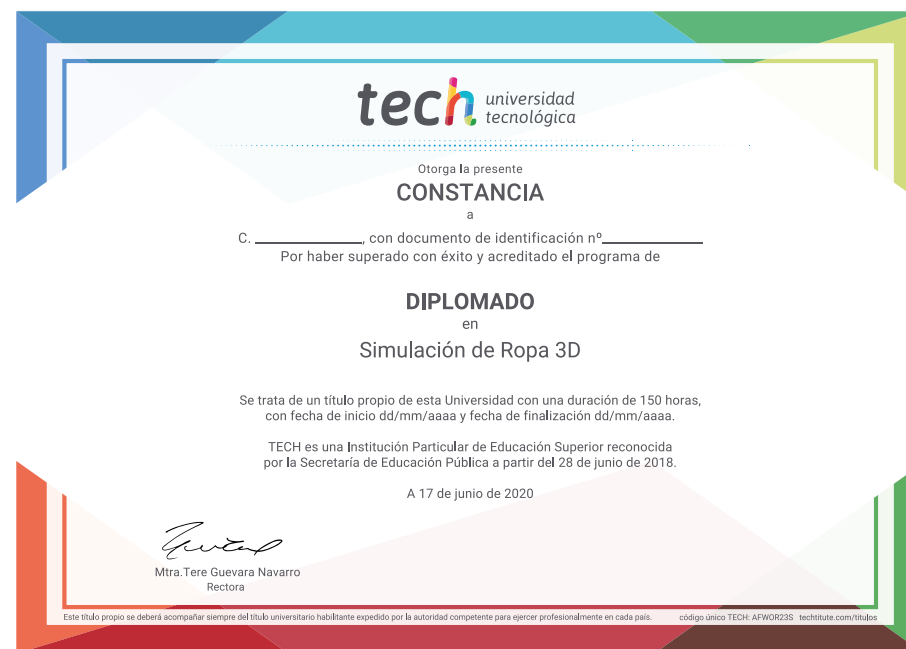 tech universidad
tecnológica
Otorga la presente
CONSTANCIA
a
C. ____________, con documento de identificación nº____________
Por haber superado con éxito y acreditado el programa de
DIPLOMADO
en
Simulación de Ropa 3D
Se trata de un título propio de esta Universidad con una duración de 150 horas,
con fecha de inicio dd/mm/aaaa y fecha de finalización dd/mm/aaaa.
TECH es una Institución Particular de Educación Superior reconocida
por la Secretaría de Educación Pública a partir del 28 de junio de 2018.
A 17 de junio de 2020
Mtra.Tere Guevara Navarro
Rectora
Este título propio se deberá acompañar siempre del título universitario habilitante expedido por la autoridad competente para ejercer profesionalmente en cada país. código único TECH: AFWOR23S techtitute.com/titulos